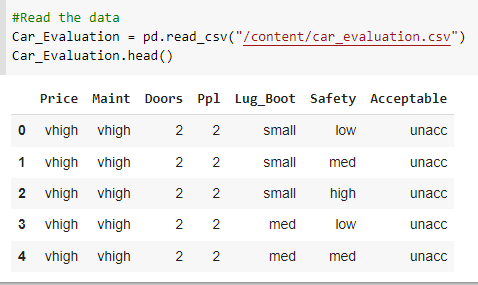 #Read the data
Car_Evaluation = pd.read_csv("/content/car_evaluation.csv")
Car_Evaluation.head()
Price Maint Doors Ppl Lug_Boot Safety Acceptable
0 vhigh vhigh 2 2 small low unacc
1 vhigh vhigh 2 2 small med unacc
2 vhigh vhigh 2 2 small high unacc
3 vhigh vhigh 2 2 med low unacc
4 vhigh vhigh 2 2 med med unacc